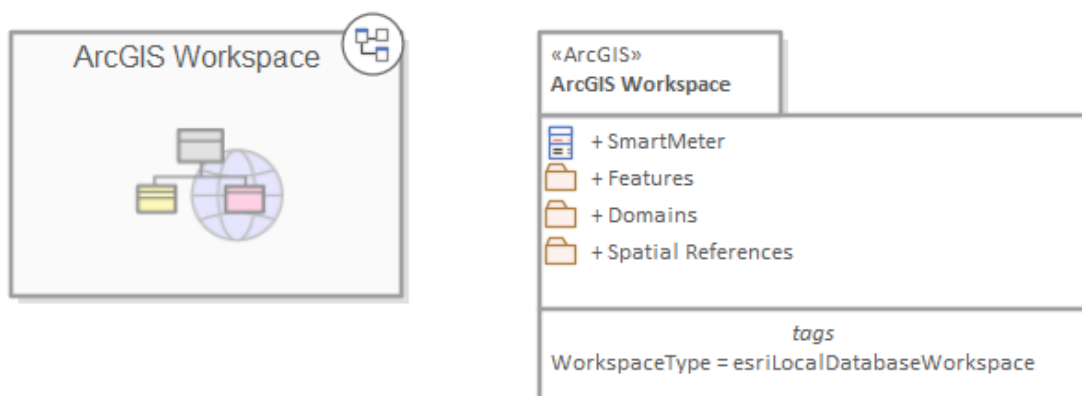 ArcGIS Workspace
«ArcGIS»
ArcGIS Workspace
+ SmartMeter
+ Features
+ Domains
+ Spatial References
tags
WorkspaceType = esriLocalDatabaseWorkspace